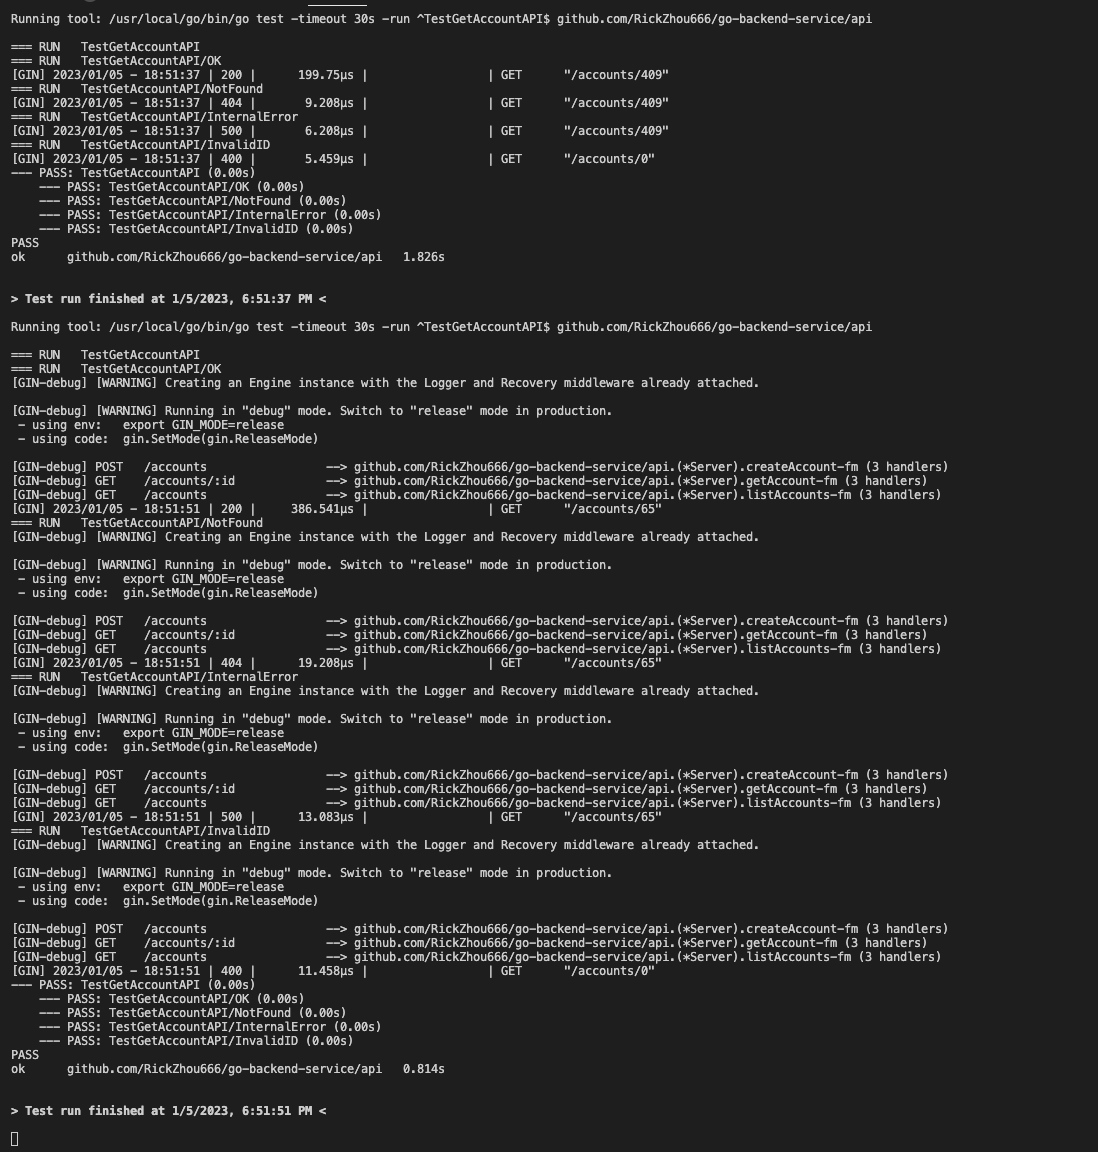 Running tool: /usr/local/go/bin/go test -timeout 30s -run ^TestGetAccountAPI$ github.com/RickZhou666/go-backend-service/api
=== RUN   TestGetAccountAPI
=== RUN   TestGetAccountAPI/OK
[GIN] 2023/01/05 - 18:51:37 | 200 |      199.75µs |                 | GET      "/accounts/409"
=== RUN   TestGetAccountAPI/NotFound
[GIN] 2023/01/05 - 18:51:37 | 404 |       9.208µs |                 | GET      "/accounts/409"
=== RUN   TestGetAccountAPI/InternalError
[GIN] 2023/01/05 - 18:51:37 | 500 |       6.208µs |                 | GET      "/accounts/409"
=== RUN   TestGetAccountAPI/InvalidID
[GIN] 2023/01/05 - 18:51:37 | 400 |       5.459µs |                 | GET      "/accounts/0"
--- PASS: TestGetAccountAPI (0.00s)
    --- PASS: TestGetAccountAPI/OK (0.00s)
    --- PASS: TestGetAccountAPI/NotFound (0.00s)
    --- PASS: TestGetAccountAPI/InternalError (0.00s)
    --- PASS: TestGetAccountAPI/InvalidID (0.00s)
PASS
ok      github.com/RickZhou666/go-backend-service/api   1.826s
> Test run finished at 1/5/2023, 6:51:37 PM <
Running tool: /usr/local/go/bin/go test -timeout 30s -run ^TestGetAccountAPI$ github.com/RickZhou666/go-backend-service/api
=== RUN   TestGetAccountAPI
=== RUN   TestGetAccountAPI/OK
[GIN-debug] [WARNING] Creating an Engine instance with the Logger and Recovery middleware already attached.
[GIN-debug] [WARNING] Running in "debug" mode. Switch to "release" mode in production.
 - using env:   export GIN_MODE=release
 - using code:  gin.SetMode(gin.ReleaseMode)
[GIN-debug] POST   /accounts                 --> github.com/RickZhou666/go-backend-service/api.(*Server).createAccount-fm (3 handlers)
[GIN-debug] GET    /accounts/:id             --> github.com/RickZhou666/go-backend-service/api.(*Server).getAccount-fm (3 handlers)
[GIN-debug] GET    /accounts                 --> github.com/RickZhou666/go-backend-service/api.(*Server).listAccounts-fm (3 handlers)
[GIN] 2023/01/05 - 18:51:51 | 200 |     386.541µs |                 | GET      "/accounts/65"
=== RUN   TestGetAccountAPI/NotFound
[GIN-debug] [WARNING] Creating an Engine instance with the Logger and Recovery middleware already attached.
[GIN-debug] [WARNING] Running in "debug" mode. Switch to "release" mode in production.
 - using env:   export GIN_MODE=release
 - using code:  gin.SetMode(gin.ReleaseMode)
[GIN-debug] POST   /accounts                 --> github.com/RickZhou666/go-backend-service/api.(*Server).createAccount-fm (3 handlers)
[GIN-debug] GET    /accounts/:id             --> github.com/RickZhou666/go-backend-service/api.(*Server).getAccount-fm (3 handlers)
[GIN-debug] GET    /accounts                 --> github.com/RickZhou666/go-backend-service/api.(*Server).listAccounts-fm (3 handlers)
[GIN] 2023/01/05 - 18:51:51 | 404 |      19.208µs |                 | GET      "/accounts/65"
=== RUN   TestGetAccountAPI/InternalError
[GIN-debug] [WARNING] Creating an Engine instance with the Logger and Recovery middleware already attached.
[GIN-debug] [WARNING] Running in "debug" mode. Switch to "release" mode in production.
 - using env:   export GIN_MODE=release
 - using code:  gin.SetMode(gin.ReleaseMode)
[GIN-debug] POST   /accounts                 --> github.com/RickZhou666/go-backend-service/api.(*Server).createAccount-fm (3 handlers)
[GIN-debug] GET    /accounts/:id             --> github.com/RickZhou666/go-backend-service/api.(*Server).getAccount-fm (3 handlers)
[GIN-debug] GET    /accounts                 --> github.com/RickZhou666/go-backend-service/api.(*Server).listAccounts-fm (3 handlers)
[GIN] 2023/01/05 - 18:51:51 | 500 |      13.083µs |                 | GET      "/accounts/65"
=== RUN   TestGetAccountAPI/InvalidID
[GIN-debug] [WARNING] Creating an Engine instance with the Logger and Recovery middleware already attached.
[GIN-debug] [WARNING] Running in "debug" mode. Switch to "release" mode in production.
 - using env:   export GIN_MODE=release
 - using code:  gin.SetMode(gin.ReleaseMode)
[GIN-debug] POST   /accounts                 --> github.com/RickZhou666/go-backend-service/api.(*Server).createAccount-fm (3 handlers)
[GIN-debug] GET    /accounts/:id             --> github.com/RickZhou666/go-backend-service/api.(*Server).getAccount-fm (3 handlers)
[GIN-debug] GET    /accounts                 --> github.com/RickZhou666/go-backend-service/api.(*Server).listAccounts-fm (3 handlers)
[GIN] 2023/01/05 - 18:51:51 | 400 |      11.458µs |                 | GET      "/accounts/0"
--- PASS: TestGetAccountAPI (0.00s)
    --- PASS: TestGetAccountAPI/OK (0.00s)
    --- PASS: TestGetAccountAPI/NotFound (0.00s)
    --- PASS: TestGetAccountAPI/InternalError (0.00s)
    --- PASS: TestGetAccountAPI/InvalidID (0.00s)
PASS
ok      github.com/RickZhou666/go-backend-service/api   0.814s
> Test run finished at 1/5/2023, 6:51:51 PM <